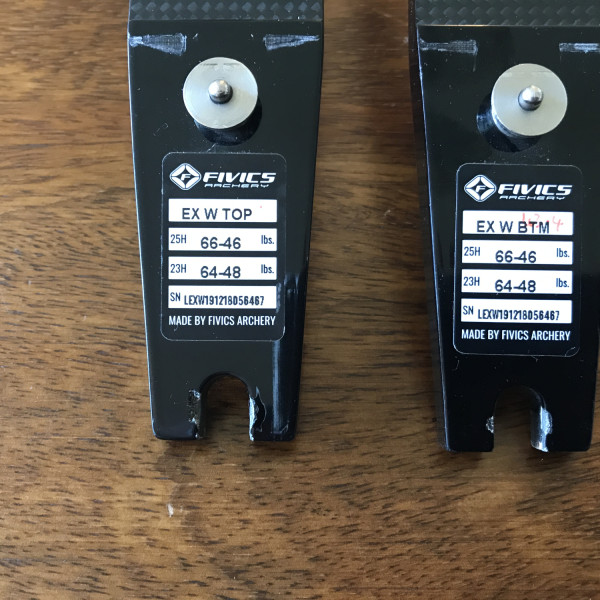 FIVICS
ARCHERY
EX W TOP
25H 66-46 lbs.
23H 64-48 lbs.
SN LEXW191218056467
MADE BY FIVICS ARCHERY
FIVICS
ARCHERY
EX W BTM
25H 66-46 lbs.
23H 64-48 lbs.
SN LEXW191218056467
MADE BY FIVICS ARCHERY